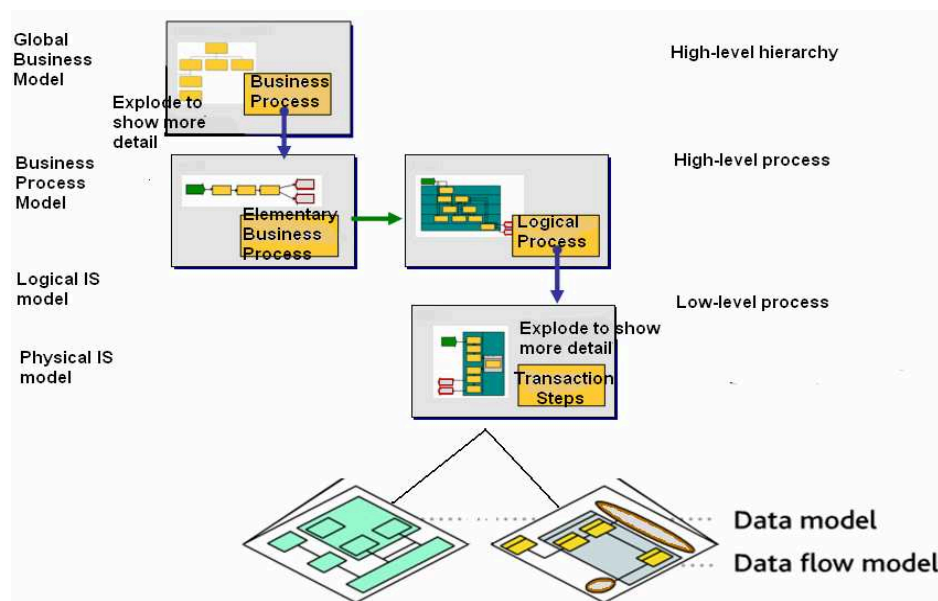 Global
Business
Model
High-level hierarchy
Business
Process
Explode to
show more
detail
Business
Process
Model
High-level process
Elementary
Business
Process
Logical
Process
Logical IS
model
Low-level process
Explode to show
more detail
Physical IS
model
Transaction
Steps
Data model
Data flow model